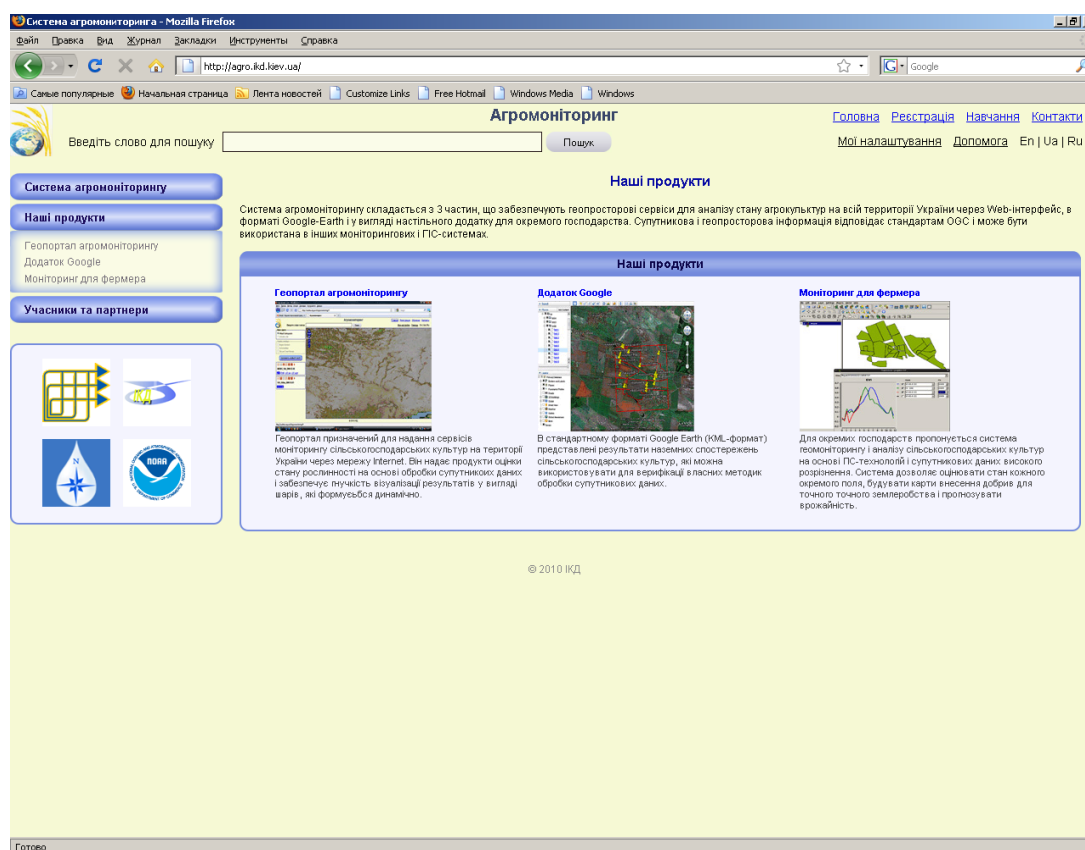 Система агромониторинга - Mozilla Firefox
Файл Правка Вид Журнал Закладки Инструменты Справка
http://agro.ikd.kiev.ua/
Google
Самые популярные Начальная страница Лента новостей Customize Links Free Hotmail Windows Media Windows
Агромоніторинг
Головна Реєстрація Навчання Контакти
Введіть слово для пошуку Пошук
Мої налаштування Допомога En | Ua | Ru
Система агромоніторингу
Наші продукти
Геопортал агромоніторингу
Додаток Google
Моніторинг для фермера
Учасники та партнери
ІКД
NOAA
Наші продукти
Система агромоніторингу складається з 3 частин, що забезпечують геопросторові сервіси для аналізу стану агрокультктур на всій территорії України через Web-інтерфейс, в
форматі Google-Earth і у вигляді настільного додатку для окремого господарства. Супутникова і геопросторова інформація відповідає стандартам OGC і може бути
використана в інших моніторингових і ГІС-системах.
Наші продукти
Геопортал агромоніторингу
Геопортал призначений для надання сервісів
моніторингу сільськогосподарських культур на території
України через мережу Internet. Він надає продукти оцінки
стану рослинності на основі обробки супутникоих даних
і забезпечує гнучкість візуалізації результатів у вигляді
шарів, які формуєьбся динамічно.
Додаток Google
В стандартному форматі Google Earth (KML-формат)
представлені результати наземних спостережень
сільськогосподарських культур, які можна
використовувати для верифікації власних методик
обробки супутникових даних.
Моніторинг для фермера
Для окремих господарств пропонується система
геомоніторингу і аналізу сільськогосподарських культур
на основі ПС-технологій і супутникових даних високого
розрізнення. Система дозволяє оцінювати стан кожного
окремого поля, будувати карти внесення добрив для
точного точного землеробства і прогнозувати
врожайність.
© 2010 ІКД
Готово